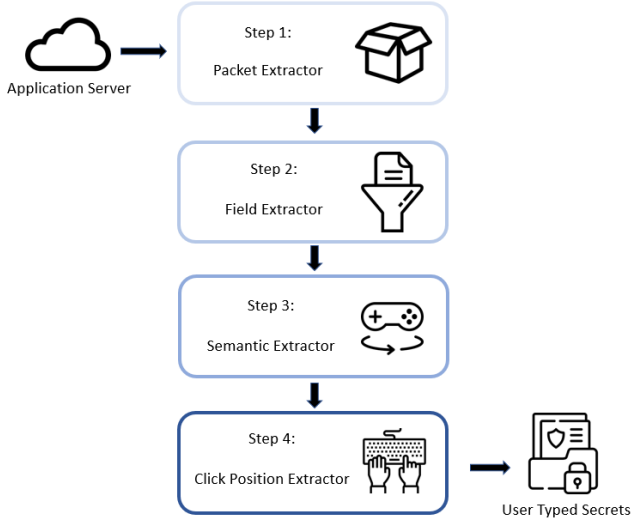 Application Server
Step 1:
Packet Extractor
Step 2:
Field Extractor
Step 3:
Semantic Extractor
Step 4:
Click Position Extractor
User Typed Secrets